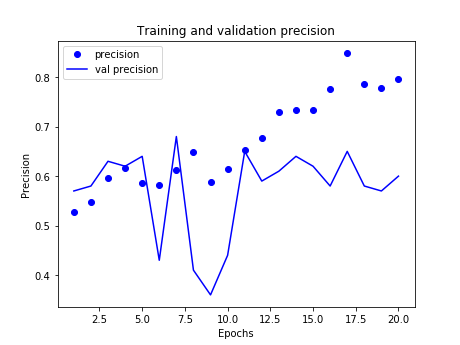 Training and validation precision
precision
val precision
0.8
0.7
0.6
0.5
0.4
Precision
2.5 5.0 7.5 10.0 12.5 15.0 17.5 20.0
Epochs